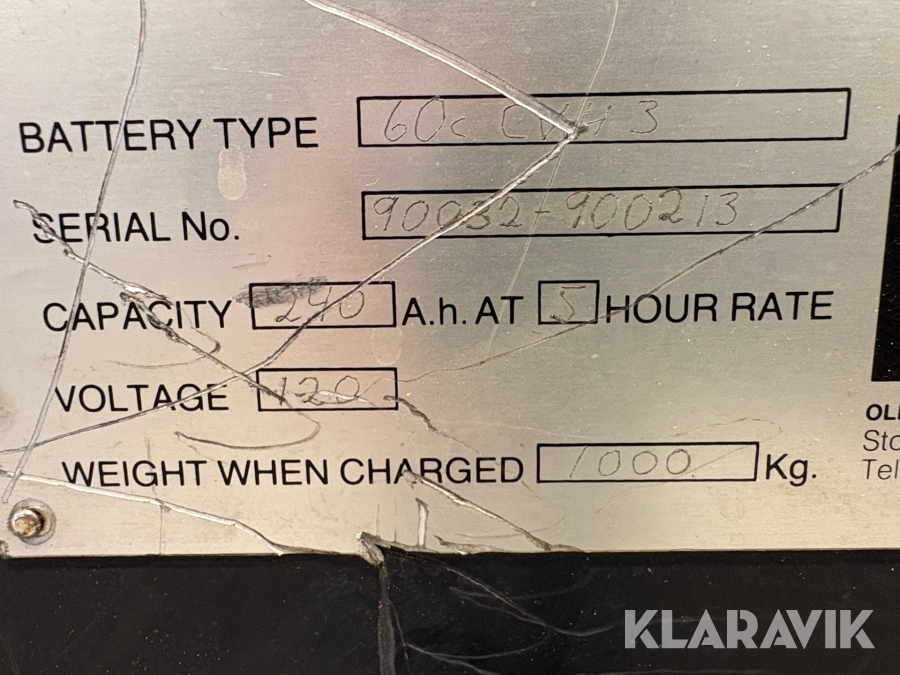 BATTERY TYPE 60c CVH 3
SERIAL No. 90032-900213
CAPACITY 240 A.h. AT 5 HOUR RATE
VOLTAGE 120
WEIGHT WHEN CHARGED 1000 Kg.
Tel
KLARAVIK